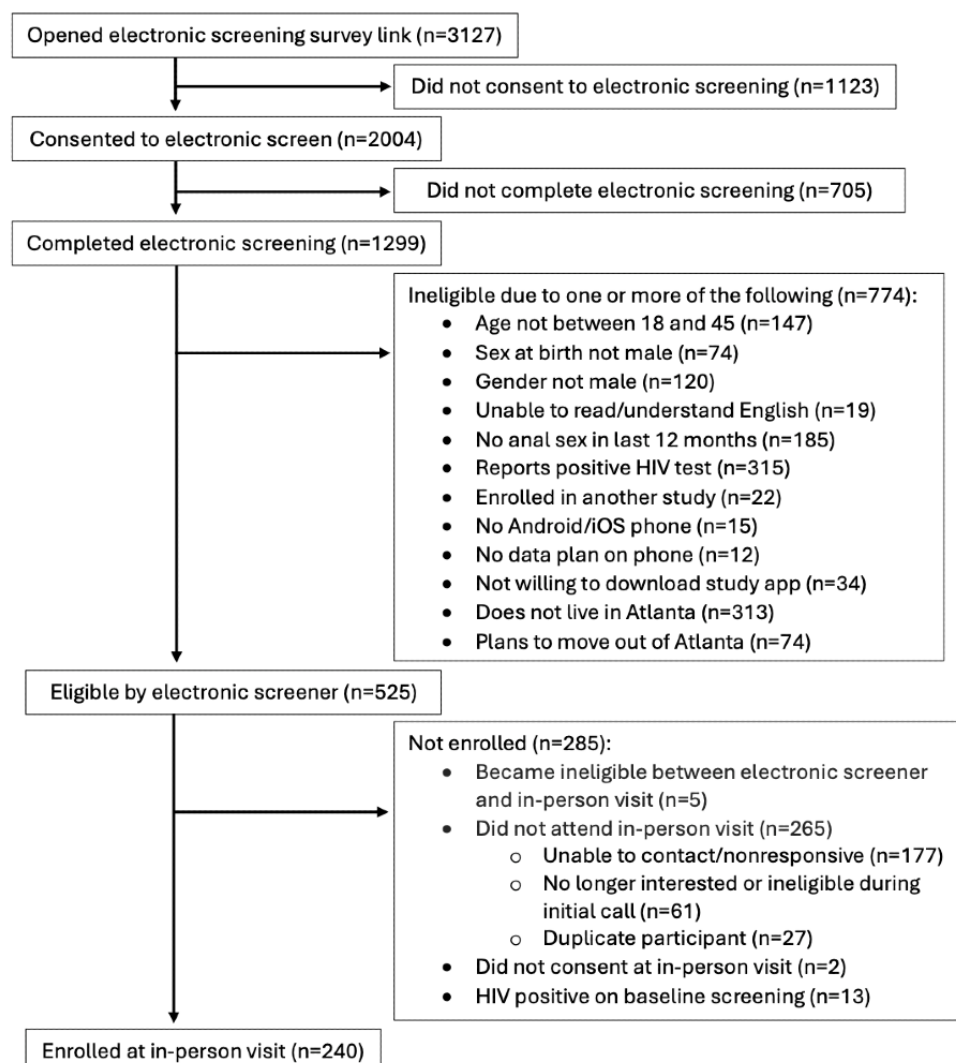 Opened electronic screening survey link (n=3127)
Did not consent to electronic screening (n=1123)
Consented to electronic screen (n=2004)
Did not complete electronic screening (n=705)
Completed electronic screening (n=1299)
Ineligible due to one or more of the following (n=774):
• Age not between 18 and 45 (n=147)
• Sex at birth not male (n=74)
• Gender not male (n=120)
• Unable to read/understand English (n=19)
• No anal sex in last 12 months (n=185)
• Reports positive HIV test (n=315)
• Enrolled in another study (n=22)
• No Android/iOS phone (n=15)
• No data plan on phone (n=12)
• Not willing to download study app (n=34)
• Does not live in Atlanta (n=313)
• Plans to move out of Atlanta (n=74)
Eligible by electronic screener (n=525)
Not enrolled (n=285):
• Became ineligible between electronic screener
and in-person visit (n=5)
• Did not attend in-person visit (n=265)
o Unable to contact/nonresponsive (n=177)
o No longer interested or ineligible during
initial call (n=61)
o Duplicate participant (n=27)
• Did not consent at in-person visit (n=2)
• HIV positive on baseline screening (n=13)
Enrolled at in-person visit (n=240)